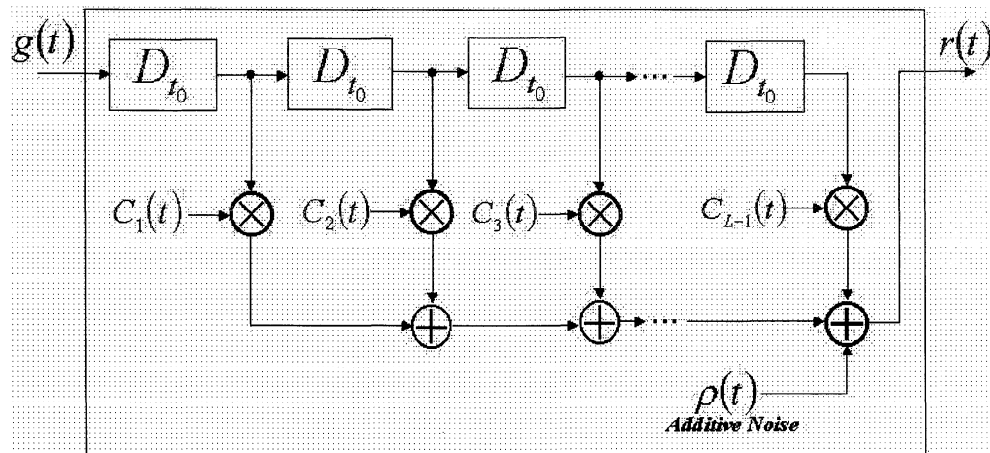 g(t)
D_{t_0} D_{t_0} D_{t_0} ... D_{t_0}
r(t)
C_1(t) C_2(t) C_3(t) C_{L-1}(t)
...
ρ(t)
Additive Noise